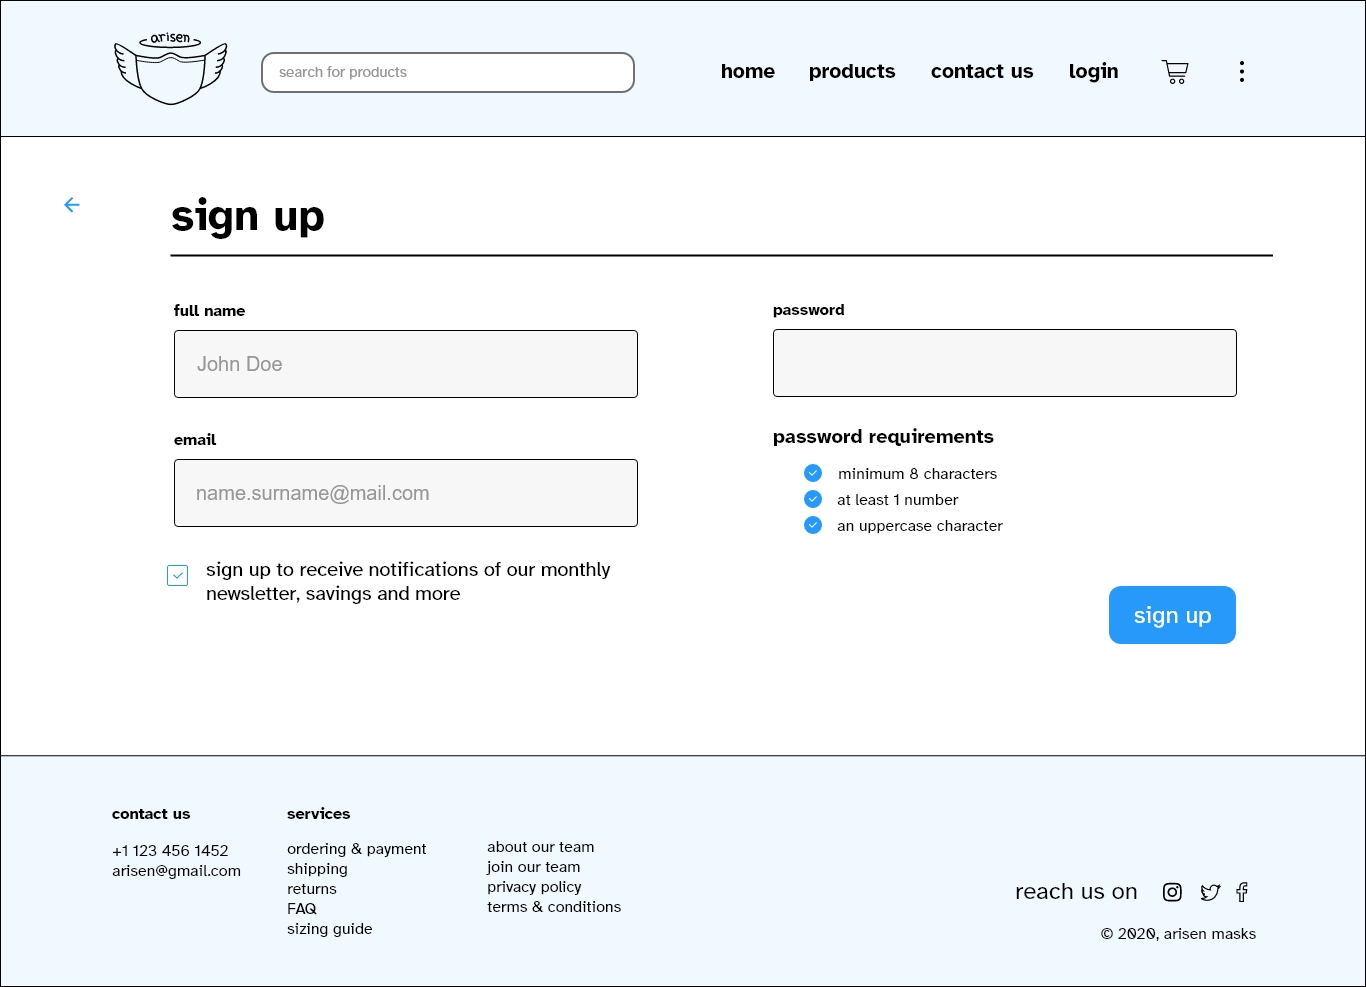 arisen
search for products
home
products
contact us
login
sign up
full name
John Doe
email
name.surname@mail.com
sign up to receive notifications of our monthly
newsletter, savings and more
password
password requirements
minimum 8 characters
at least 1 number
an uppercase character
sign up
contact us
+1 123 456 1452
arisen@gmail.com
services
ordering & payment
shipping
returns
FAQ
sizing guide
about our team
join our team
privacy policy
terms & conditions
reach us on
© 2020, arisen masks